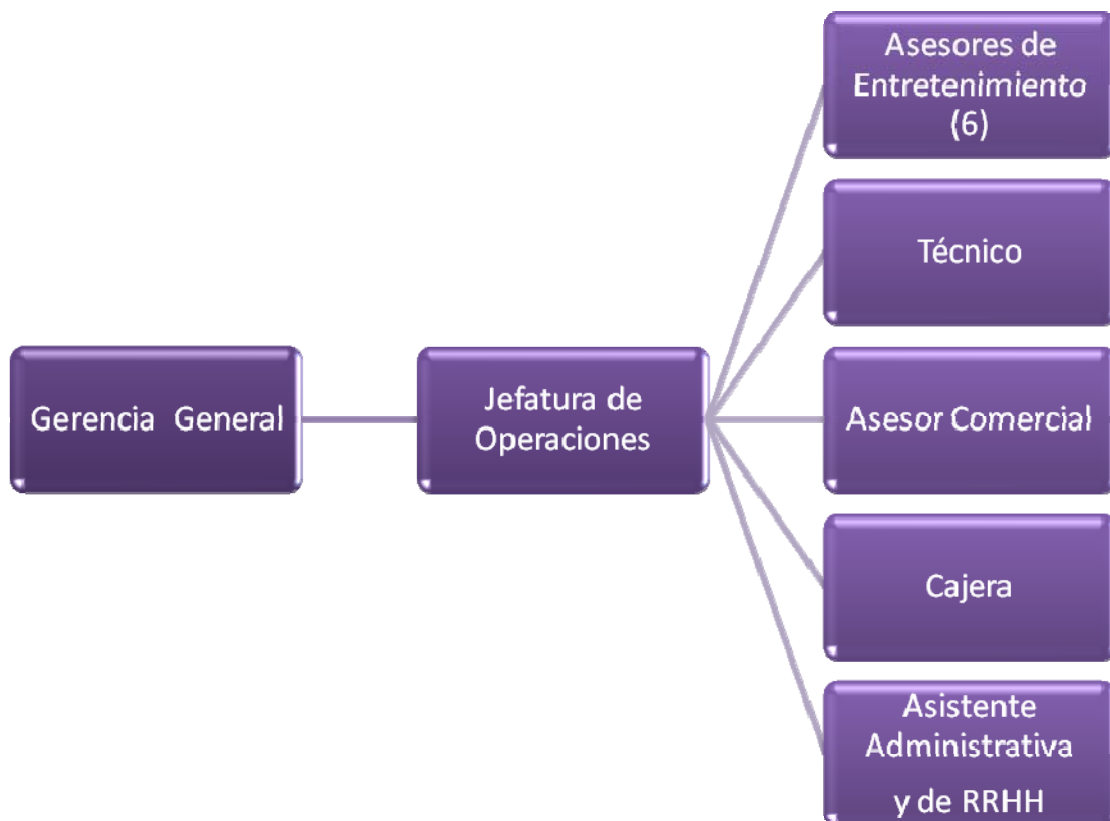 Gerencia General
Jefatura de
Operaciones
Asesores de
Entretenimiento
(6)
Técnico
Asesor Comercial
Cajera
Asistente
Administrativa
y de RRHH